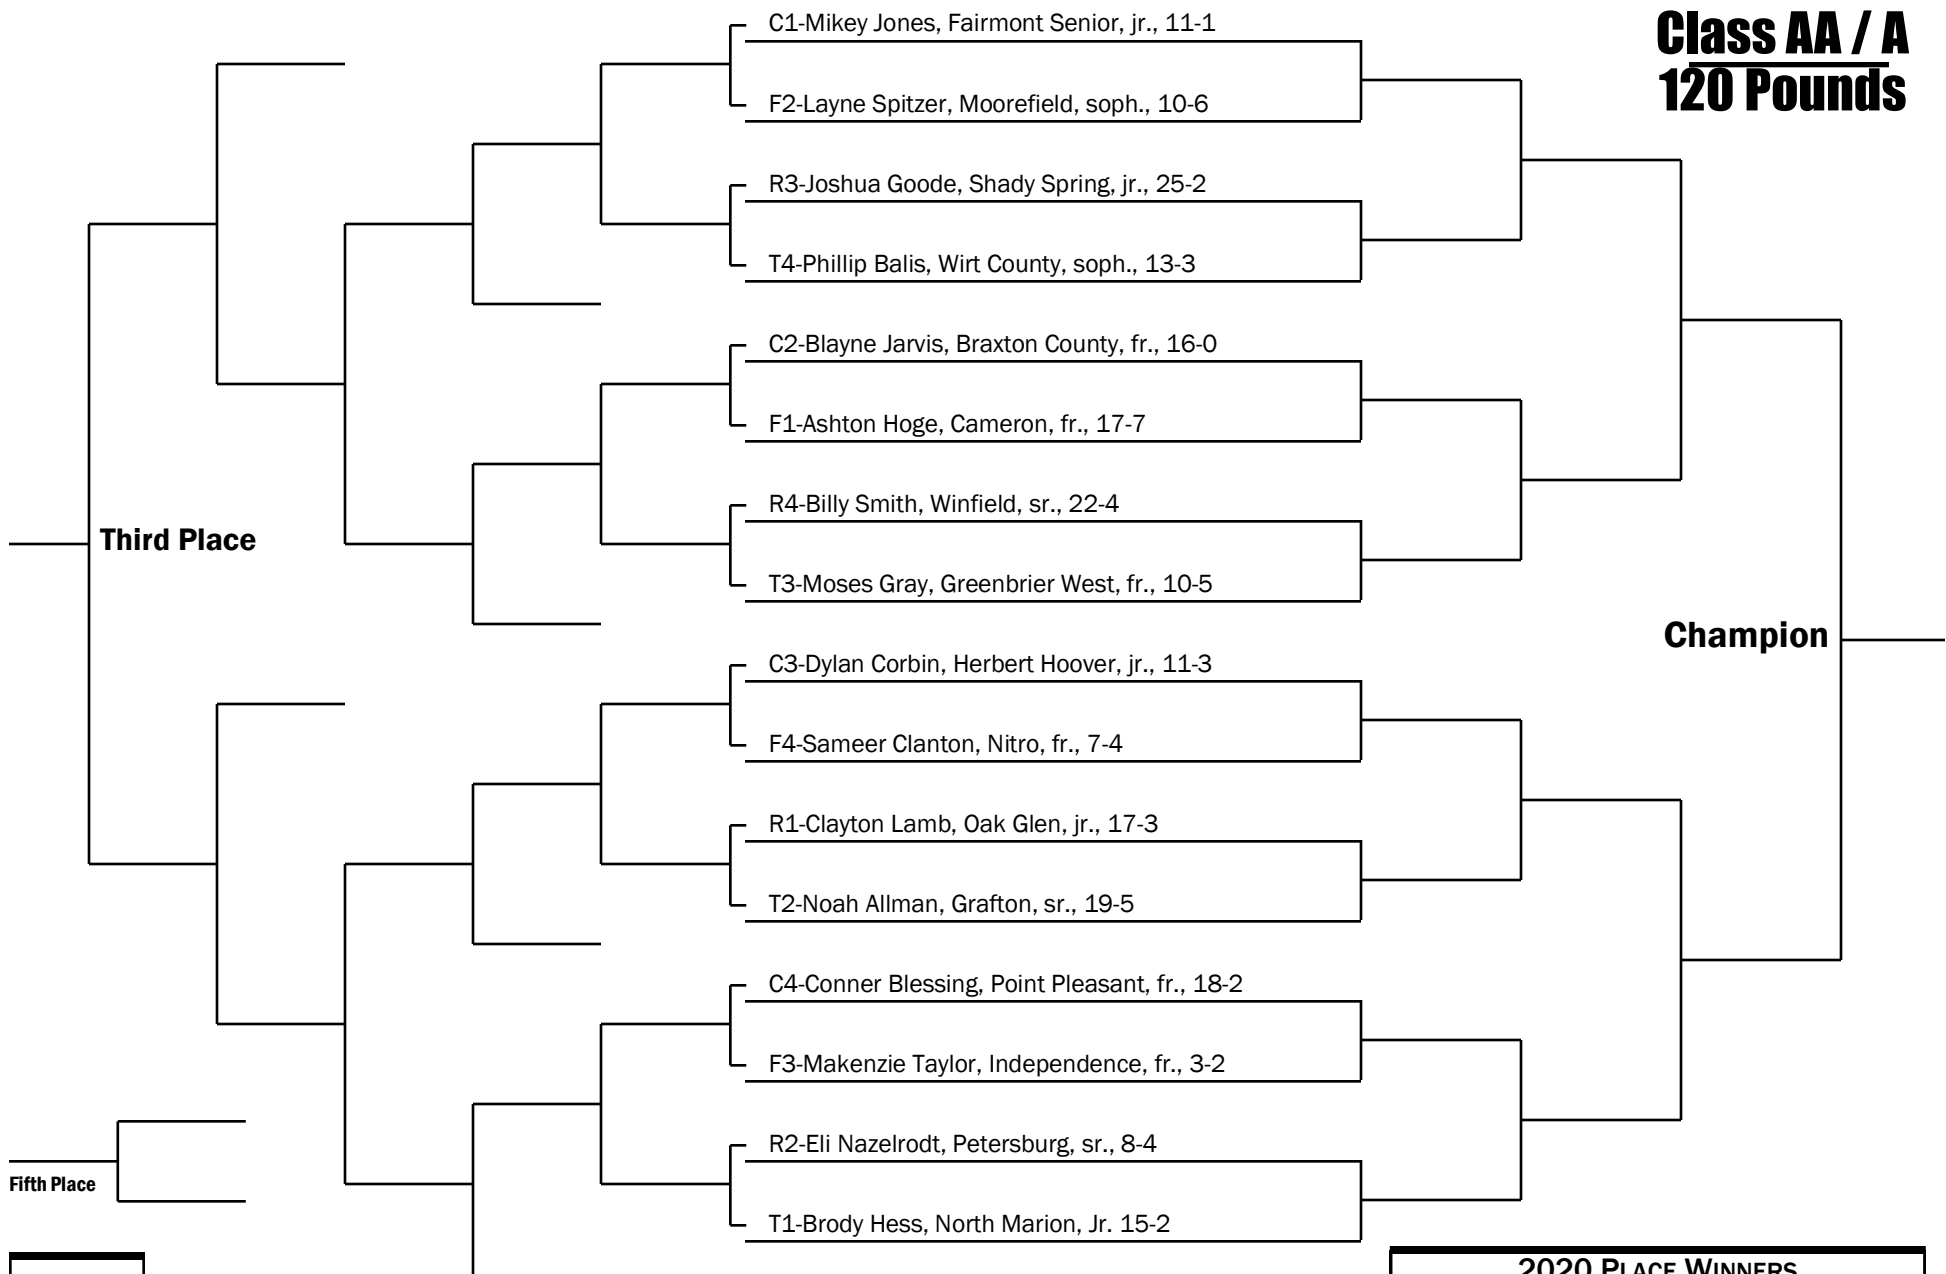 Class AA / A
120 Pounds
C1-Mikey Jones, Fairmont Senior, jr., 11-1
F2-Layne Spitzer, Moorefield, soph., 10-6
R3-Joshua Goode, Shady Spring, jr., 25-2
T4-Phillip Balis, Wirt County, soph., 13-3
C2-Blayne Jarvis, Braxton County, fr., 16-0
F1-Ashton Hoge, Cameron, fr., 17-7
R4-Billy Smith, Winfield, sr., 22-4
Third Place
T3-Moses Gray, Greenbrier West, fr., 10-5
Champion
C3-Dylan Corbin, Herbert Hoover, jr., 11-3
F4-Sameer Clanton, Nitro, fr., 7-4
R1-Clayton Lamb, Oak Glen, jr., 17-3
T2-Noah Allman, Grafton, sr., 19-5
C4-Conner Blessing, Point Pleasant, fr., 18-2
F3-Makenzie Taylor, Independence, fr., 3-2
R2-Eli Nazelrodt, Petersburg, sr., 8-4
Fifth Place
T1-Brody Hess, North Marion, Jr. 15-2
2020 PLACE WINNERS